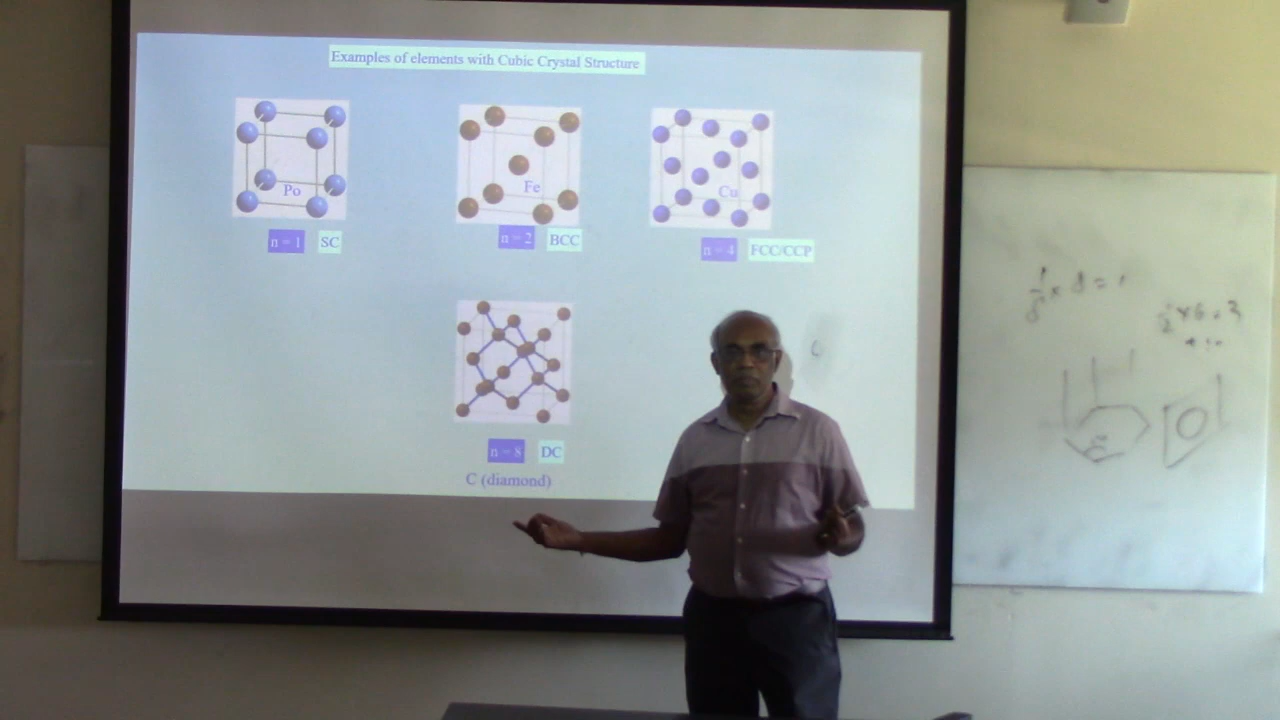 Examples of elements with Cubic Crystal Structure
Po
Fe
Cu
n = 1 SC
n = 2 BCC
n = 4 FCC/CCP
n = 8 DC
C (diamond)